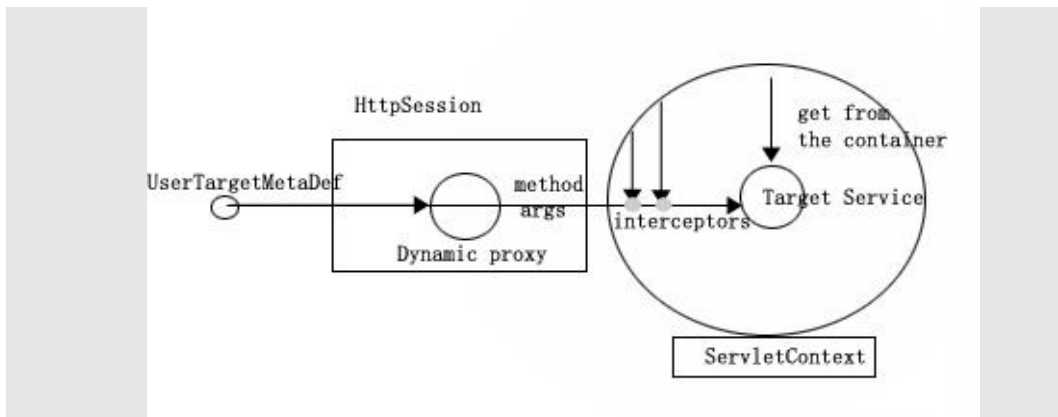 HttpSession
get from
the container
UserTargetMetaDef
method
args
Target Service
interceptors
Dynamic proxy
ServletContext